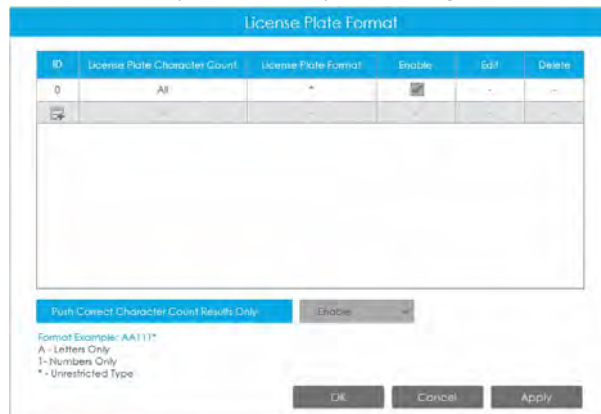 License Plate Format
ID License Plate Character Count License Plate Format Enable Edit Delete
0 All * - -
- - - - -
Push Correct Character Count Results Only Enable
Format Example: AA111*
A - Letters Only
1- Numbers Only
* - Unrestricted Type
OK Cancel Apply